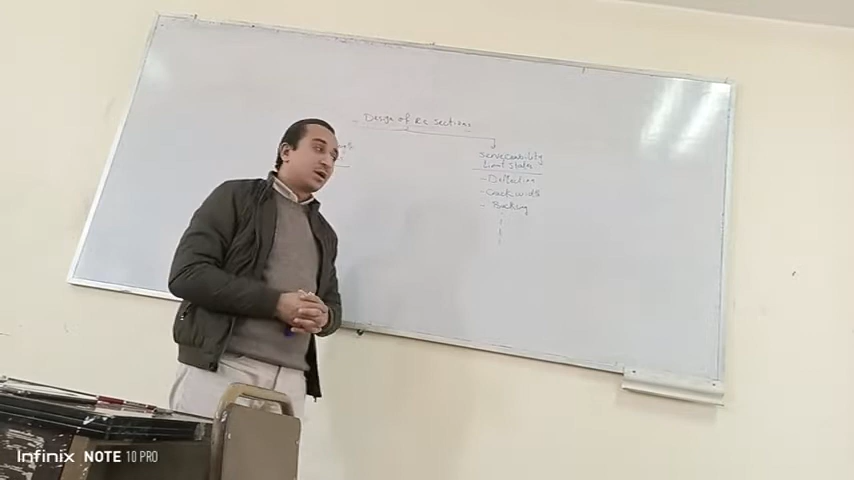 Design of RC sections
Serviceability
Limit States
- Deflection
- Crack width
- Buckling
Infinix NOTE 10 PRO